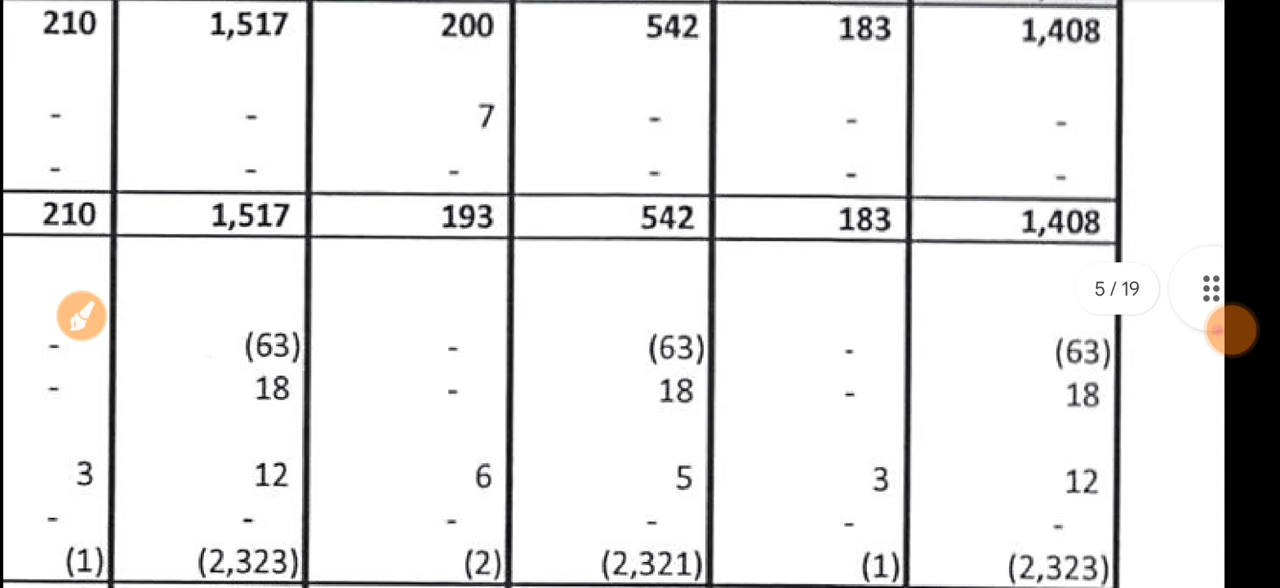 210 1,517 200 542 183 1,408
- - 7 - - -
- - - - - -
210 1,517 193 542 183 1,408
5 / 19
- (63) - (63) - (63)
- 18 - 18 - 18
3 12 6 5 3 12
- - - - - -
(1) (2,323) (2) (2,321) (1) (2,323)